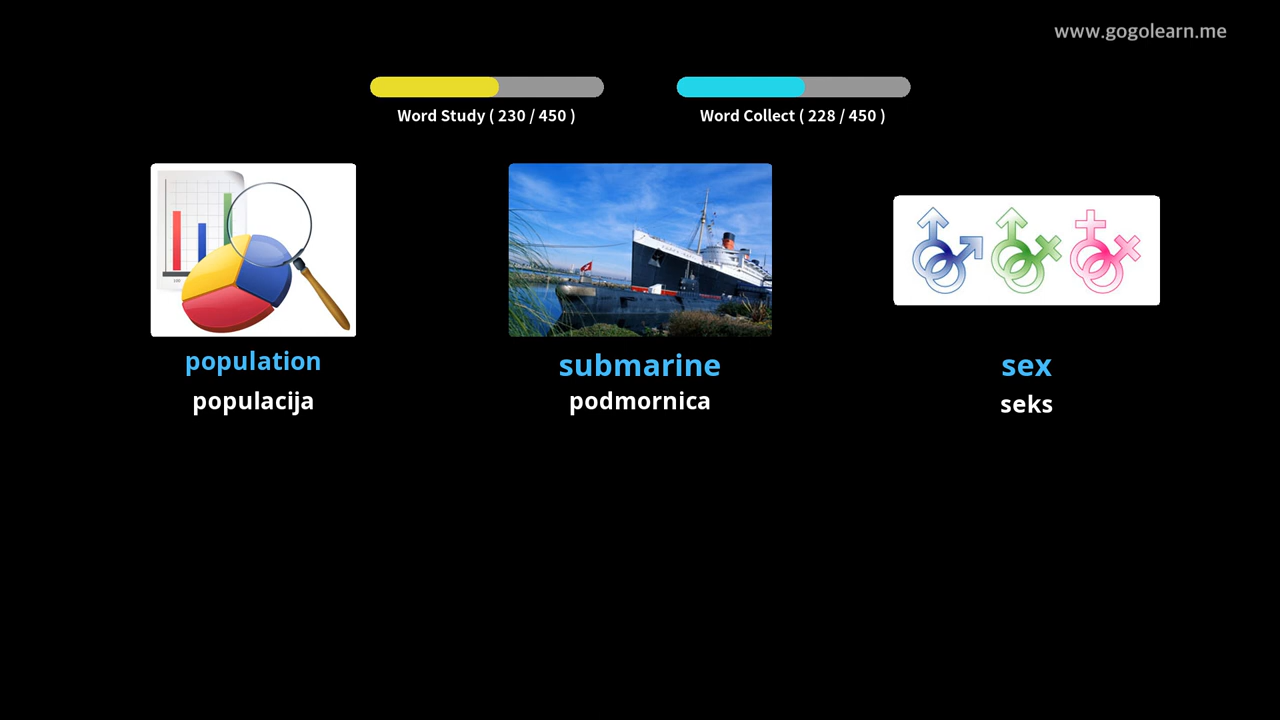 www.gogolearn.me
Word Study ( 230 / 450 )
Word Collect ( 228 / 450 )
population
populacija
submarine
podmornica
sex
seks